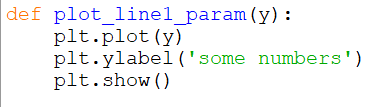 def plot_line1_param(y):
    plt.plot(y)
    plt.ylabel('some numbers')
    plt.show()